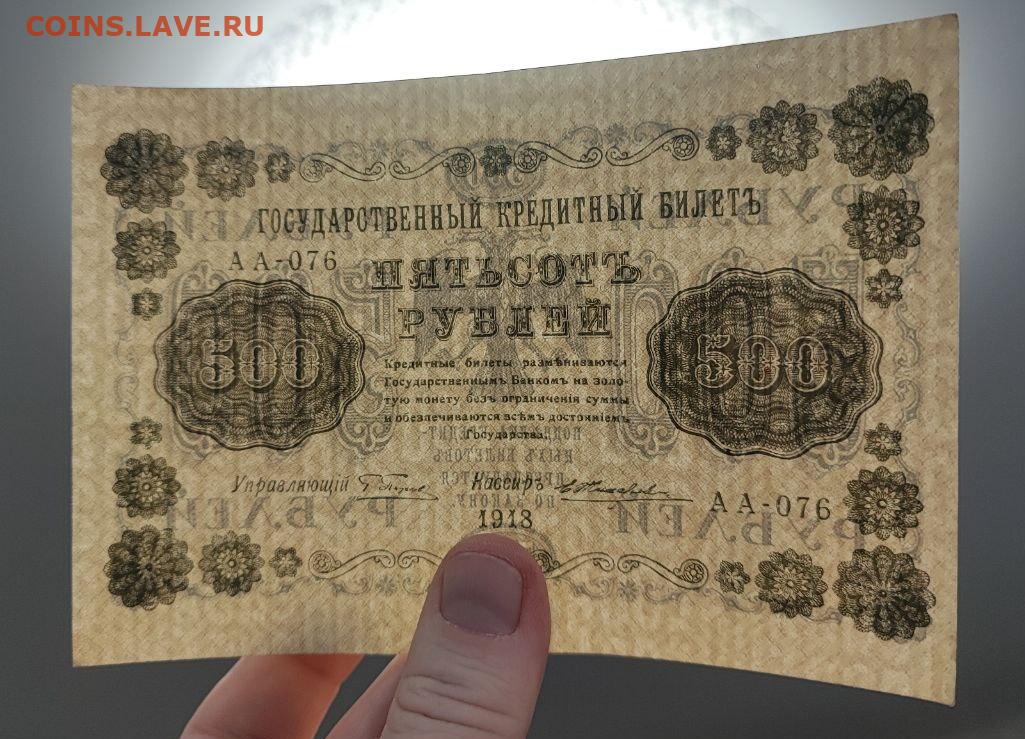 COINS.LAVE.RU
ГОСУДАРСТВЕННЫЙ КРЕДИТНЫЙ БИЛЕТЪ
АА-076
ПЯТЬСОТЪ
РУБЛЕЙ
500
500
Кредитные билеты размѣниваются
Государственнымъ Банкомъ на золо-
тую монету безъ ограниченія суммы
и обезпечиваются всѣмъ достояніемъ
Государства.
Управляющій
Кассиръ
АА-076
1918